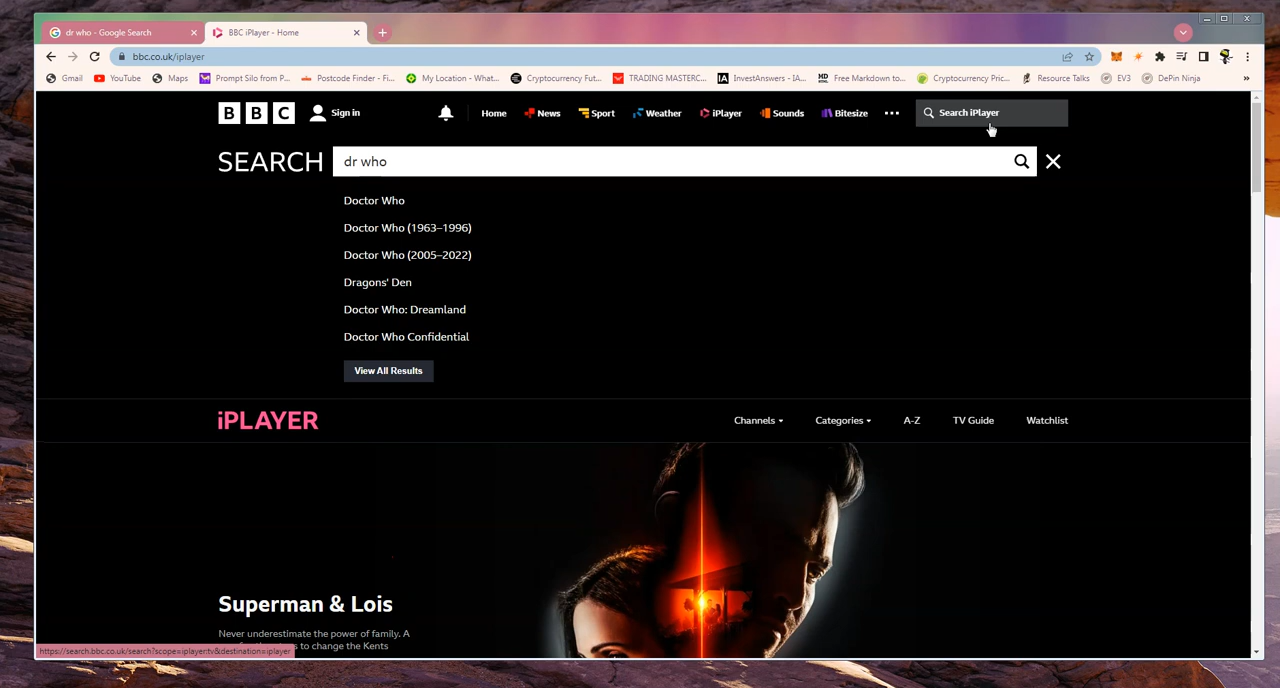 dr who - Google Search
BBC iPlayer - Home
bbc.co.uk/iplayer
Gmail YouTube Maps Prompt Silo from P... Postcode Finder - Fi... My Location - What... Cryptocurrency Fut... TRADING MASTERC... InvestAnswers - IA... Free Markdown to... Cryptocurrency Pric... Resource Talks EV3 DePin Ninja »
BBC Sign in Home News Sport Weather iPlayer Sounds Bitesize Search iPlayer
SEARCH dr who
Doctor Who
Doctor Who (1963–1996)
Doctor Who (2005–2022)
Dragons' Den
Doctor Who: Dreamland
Doctor Who Confidential
View All Results
iPLAYER Channels Categories A-Z TV Guide Watchlist
Superman & Lois
Never underestimate the power of family. A
s to change the Kents
https://search.bbc.co.uk/search?scope=iplayertv&destination=iplayer